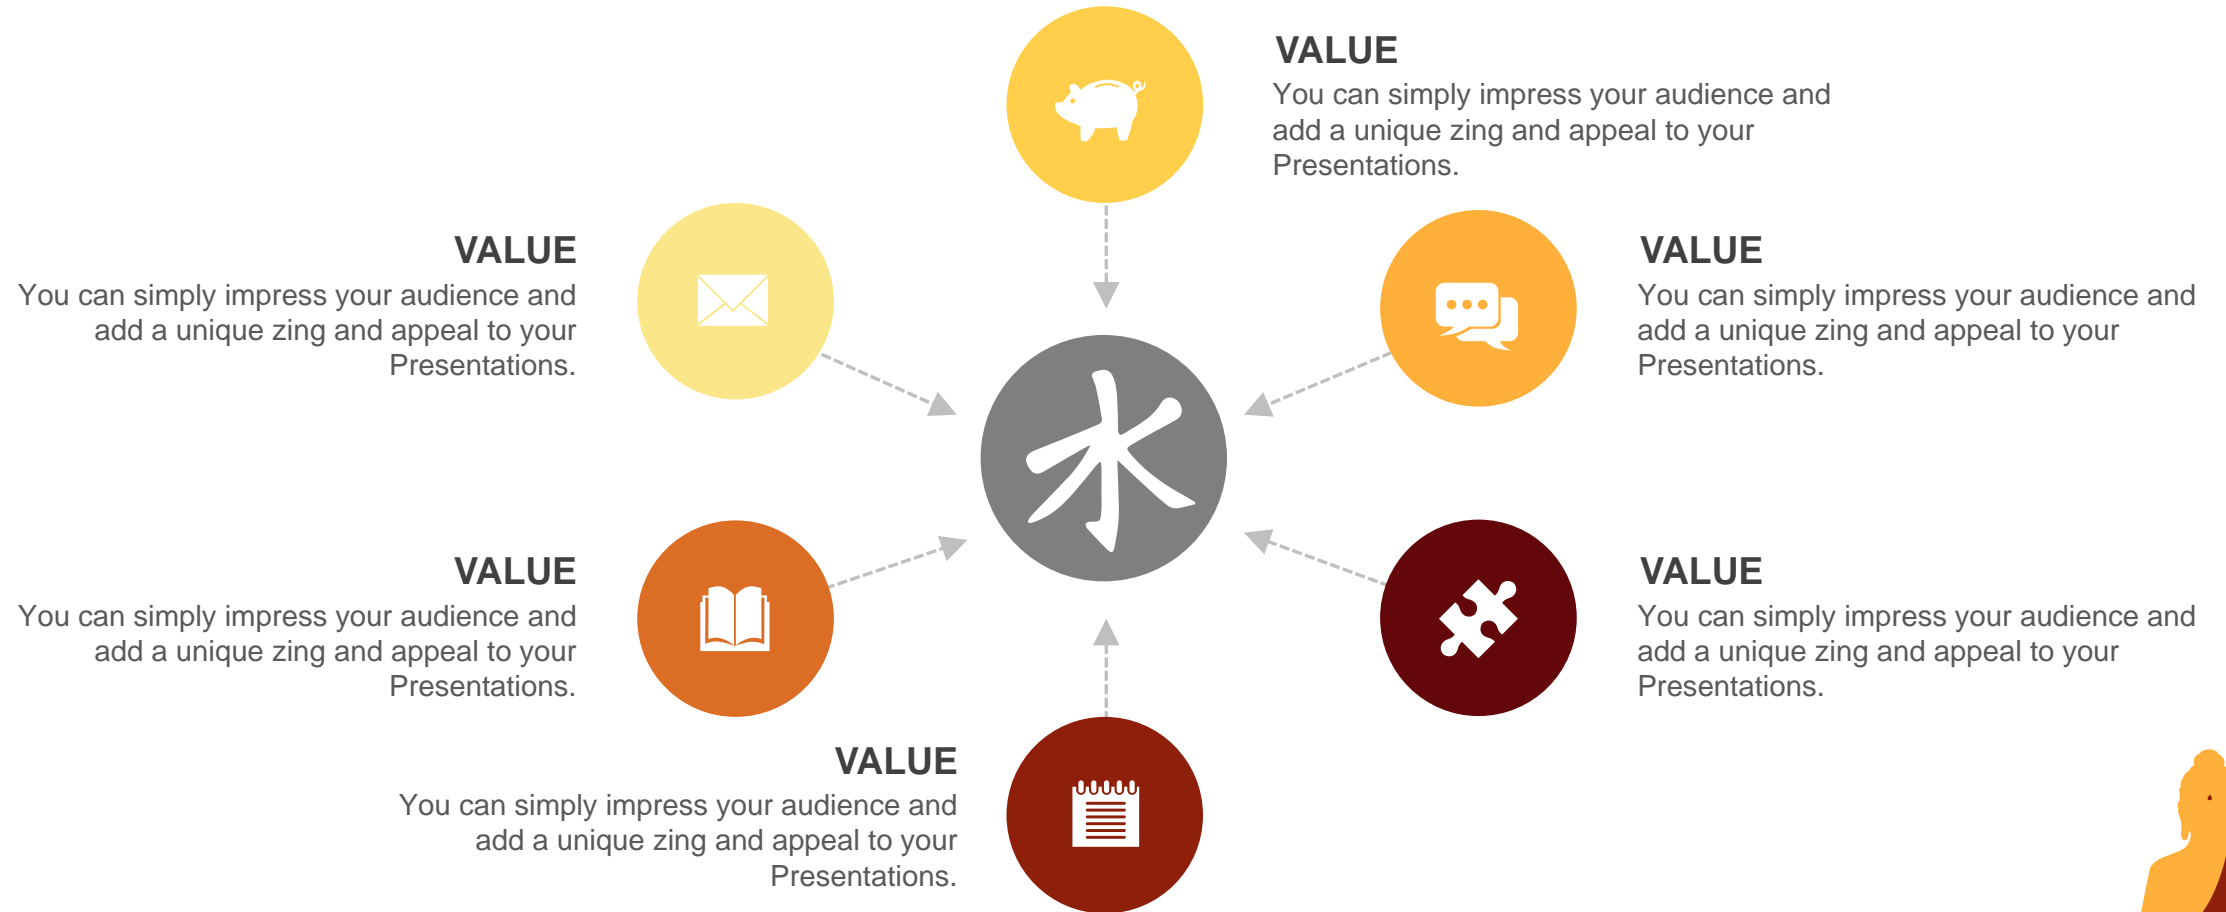 VALUE
You can simply impress your audience and
add a unique zing and appeal to your
Presentations.
VALUE
You can simply impress your audience and
add a unique zing and appeal to your
Presentations.
VALUE
You can simply impress your audience and
add a unique zing and appeal to your
Presentations.
水
VALUE
You can simply impress your audience and
add a unique zing and appeal to your
Presentations.
VALUE
You can simply impress your audience and
add a unique zing and appeal to your
Presentations.
VALUE
You can simply impress your audience and
add a unique zing and appeal to your
Presentations.